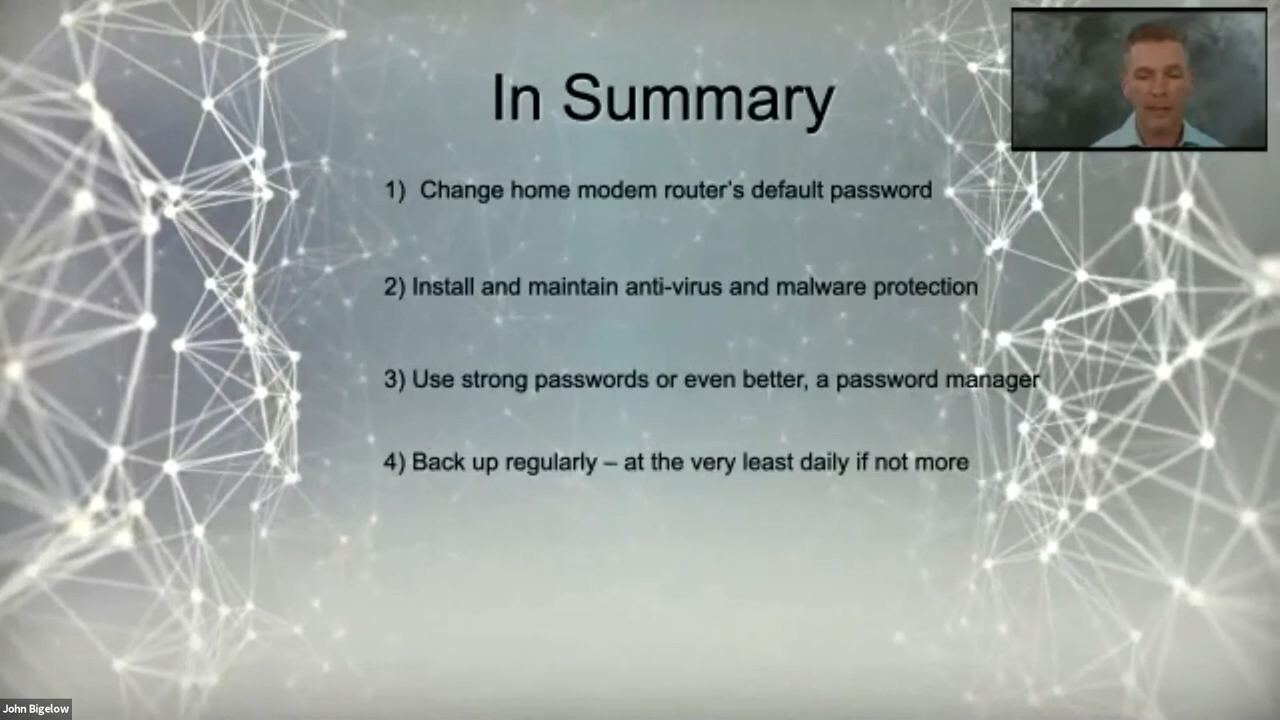 In Summary
1) Change home modem router's default password
2) Install and maintain anti-virus and malware protection
3) Use strong passwords or even better, a password manager
4) Back up regularly – at the very least daily if not more
John Bigelow